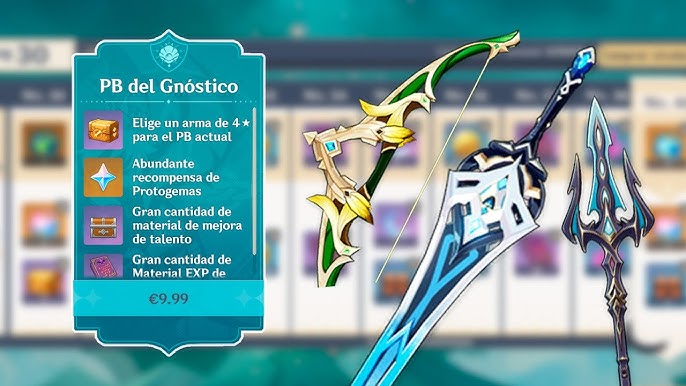 30
PB del Gnóstico
Elige un arma de 4★
para el PB actual
Abundante
recompensa de
Protogemas
Gran cantidad de
material de mejora
de talento
Gran cantidad de
Material EXP de
€9.99